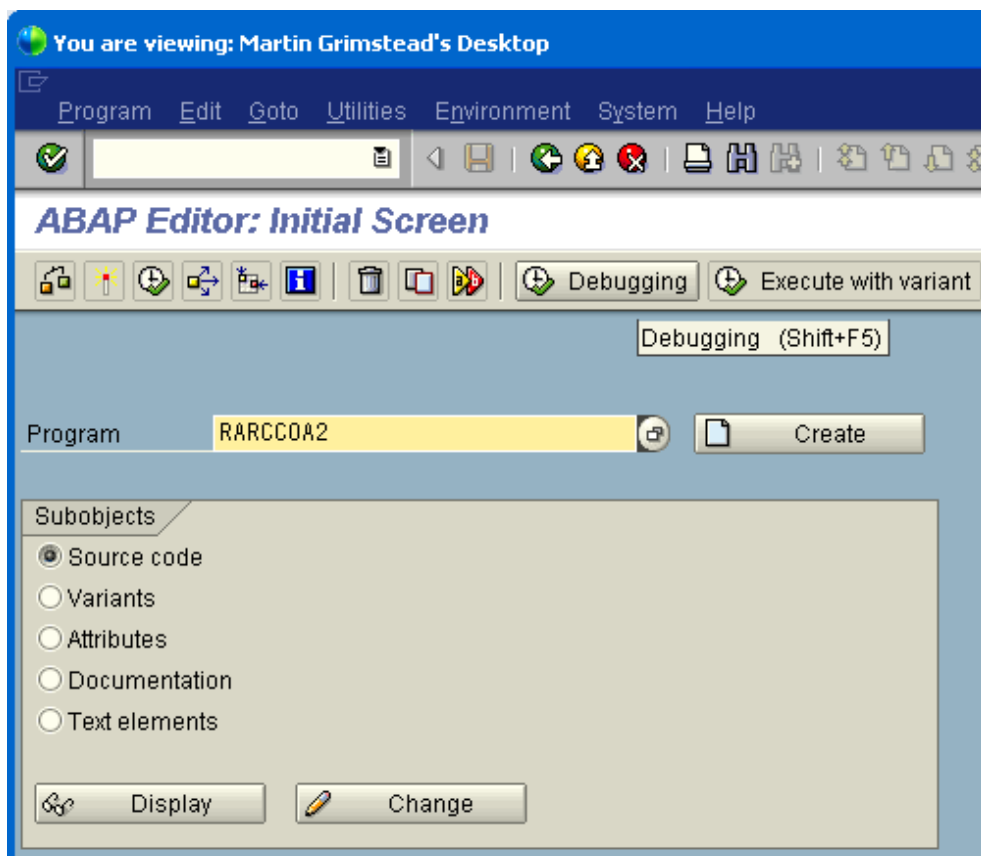 You are viewing: Martin Grimstead's Desktop
Program Edit Goto Utilities Environment System Help
ABAP Editor: Initial Screen
Debugging Execute with variant
Debugging (Shift+F5)
Program RARCCOA2 Create
Subobjects
Source code
Variants
Attributes
Documentation
Text elements
Display Change